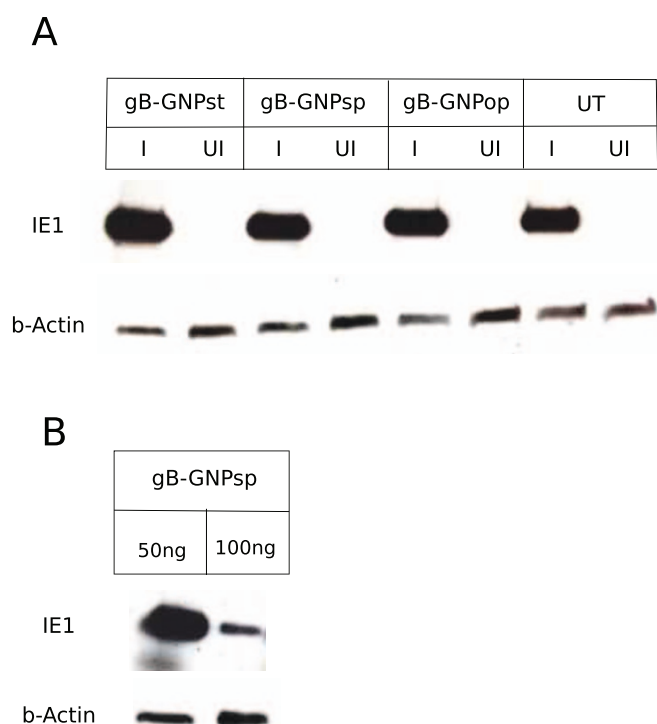 A
gB-GNPst gB-GNPsp gB-GNPop UT
I UI I UI I UI I UI
IE1
b-Actin
B
gB-GNPsp
50ng 100ng
IE1
b-Actin